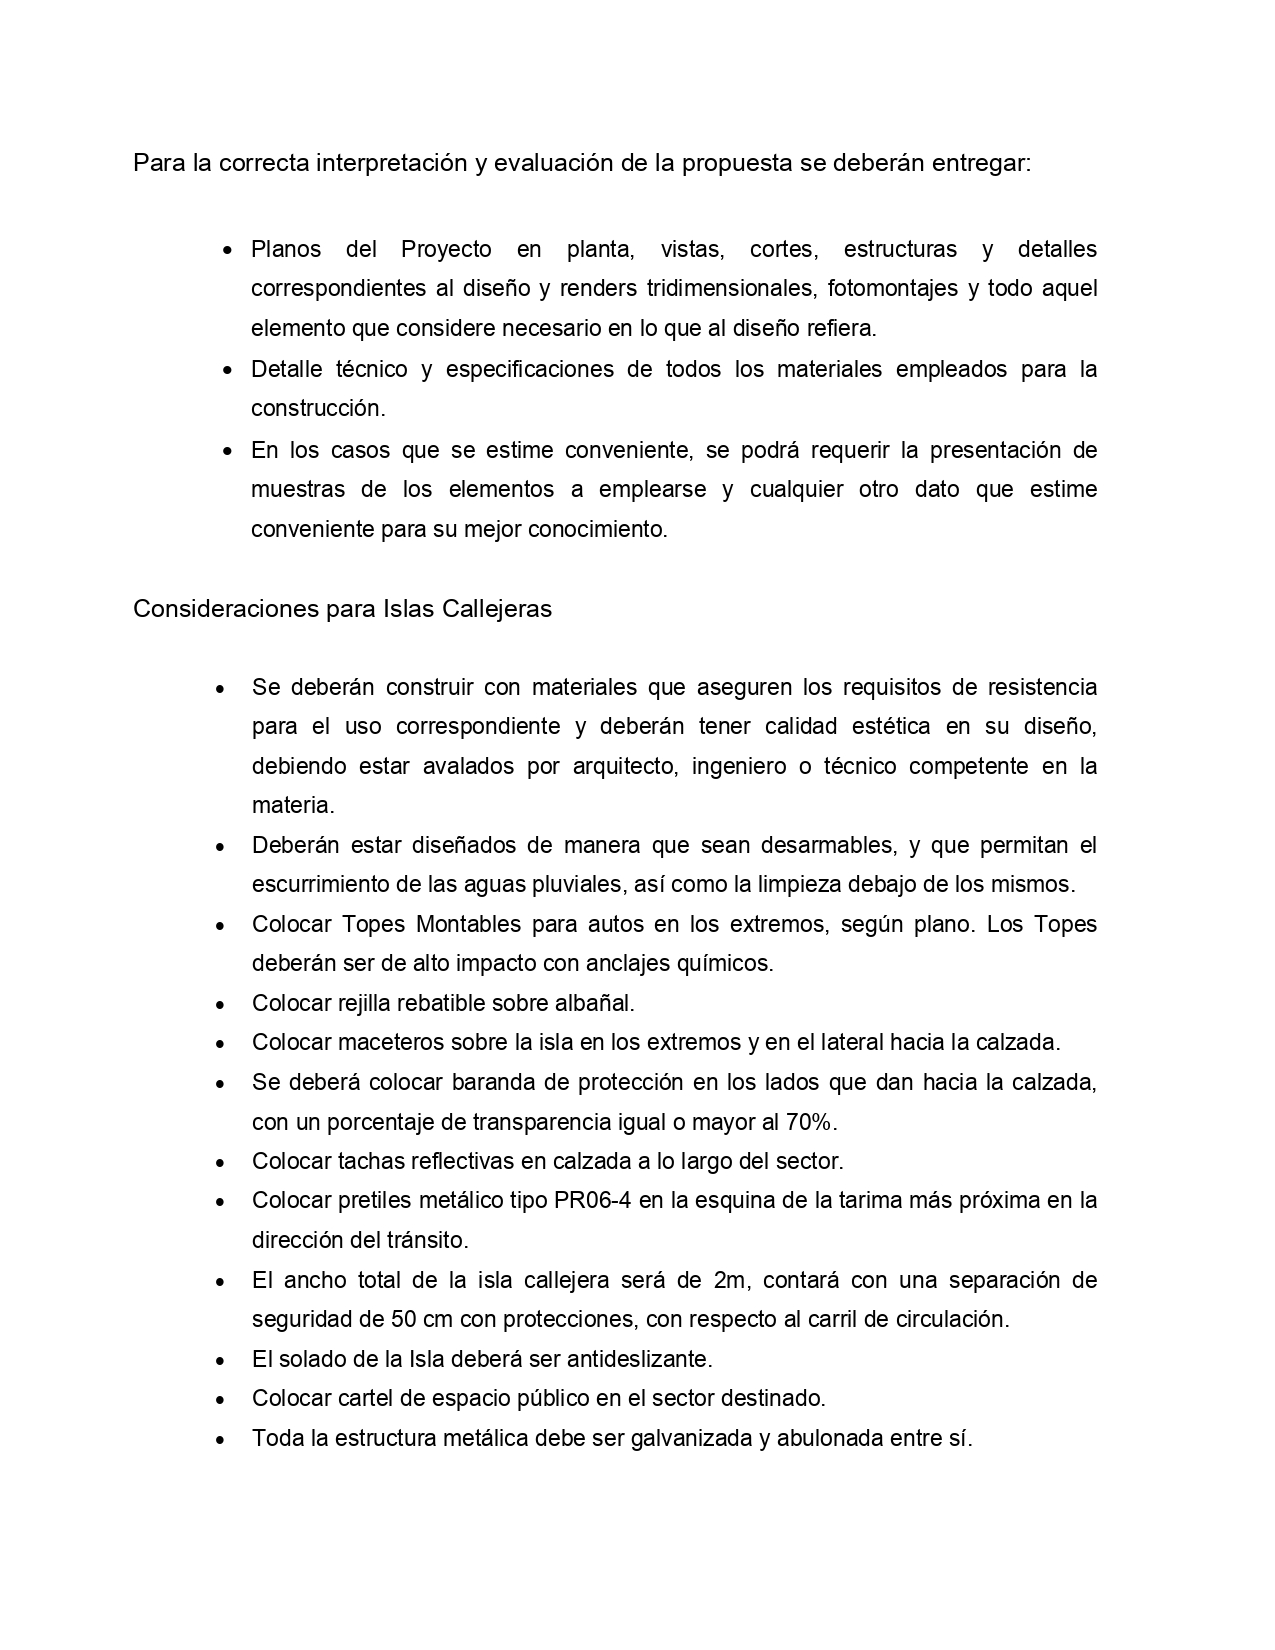 Para la correcta interpretación y evaluación de la propuesta se deberán entregar:
• Planos del Proyecto en planta, vistas, cortes, estructuras y detalles
correspondientes al diseño y renders tridimensionales, fotomontajes y todo aquel
elemento que considere necesario en lo que al diseño refiera.
• Detalle técnico y especificaciones de todos los materiales empleados para la
construcción.
• En los casos que se estime conveniente, se podrá requerir la presentación de
muestras de los elementos a emplearse y cualquier otro dato que estime
conveniente para su mejor conocimiento.
Consideraciones para Islas Callejeras
• Se deberán construir con materiales que aseguren los requisitos de resistencia
para el uso correspondiente y deberán tener calidad estética en su diseño,
debiendo estar avalados por arquitecto, ingeniero o técnico competente en la
materia.
• Deberán estar diseñados de manera que sean desarmables, y que permitan el
escurrimiento de las aguas pluviales, así como la limpieza debajo de los mismos.
• Colocar Topes Montables para autos en los extremos, según plano. Los Topes
deberán ser de alto impacto con anclajes químicos.
• Colocar rejilla rebatible sobre albañal.
• Colocar maceteros sobre la isla en los extremos y en el lateral hacia la calzada.
• Se deberá colocar baranda de protección en los lados que dan hacia la calzada,
con un porcentaje de transparencia igual o mayor al 70%.
• Colocar tachas reflectivas en calzada a lo largo del sector.
• Colocar pretiles metálico tipo PR06-4 en la esquina de la tarima más próxima en la
dirección del tránsito.
• El ancho total de la isla callejera será de 2m, contará con una separación de
seguridad de 50 cm con protecciones, con respecto al carril de circulación.
• El solado de la Isla deberá ser antideslizante.
• Colocar cartel de espacio público en el sector destinado.
• Toda la estructura metálica debe ser galvanizada y abulonada entre sí.